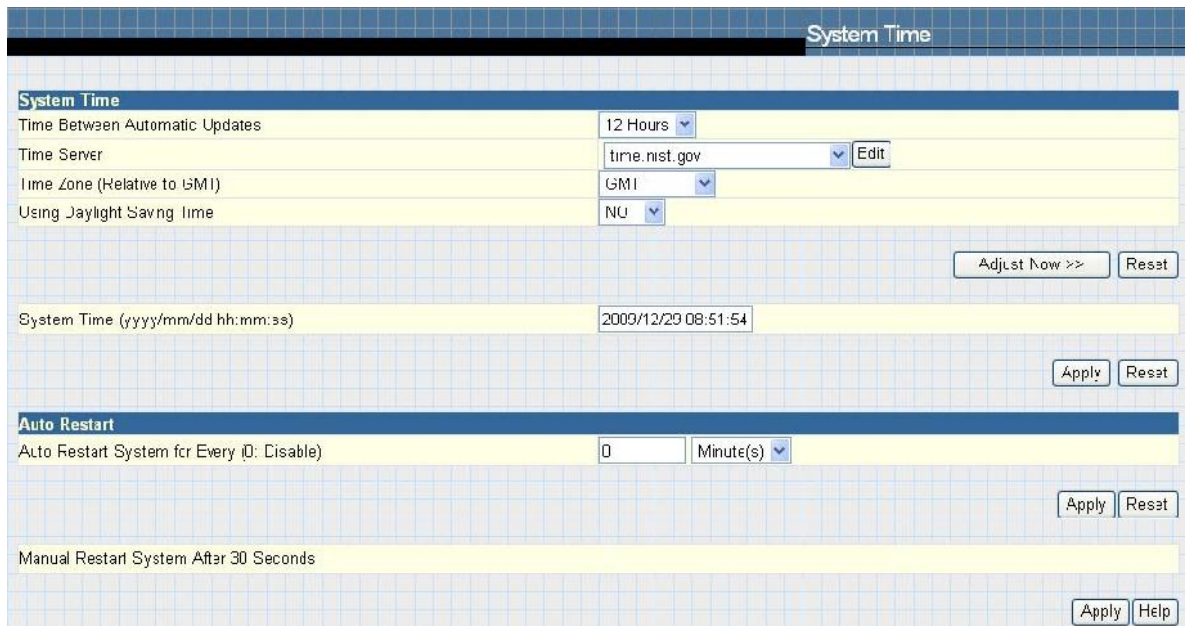 System Time
System Time
Time Between Automatic Updates
12 Hours
Time Server
time.nist.gov
Edit
Time Zone (Relative to GMT)
GMT
Using Daylight Saving Time
NO
Adjust Now >>
Reset
System Time (yyyy/mm/dd hh:mm:ss)
2009/12/29 08:51:54
Apply
Reset
Auto Restart
Auto Restart System for Every (0: Disable)
0
Minute(s)
Apply
Reset
Manual Restart System After 30 Seconds
Apply
Help